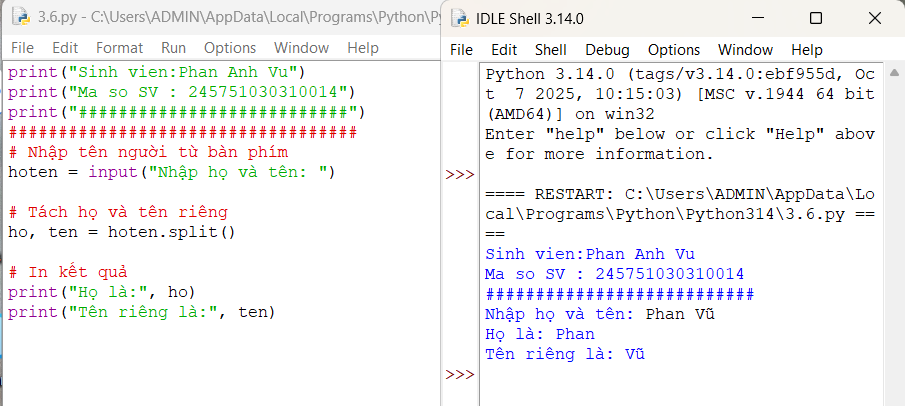 3.6.py - C:\Users\ADMIN\AppData\Local\Programs\Python\Py
File Edit Format Run Options Window Help
print("Sinh vien:Phan Anh Vu")
print("Ma so SV : 245751030310014")
print("###########################")
###################################
# Nhập tên người từ bàn phím
hoten = input("Nhập họ và tên: ")
# Tách họ và tên riêng
ho, ten = hoten.split()
# In kết quả
print("Họ là:", ho)
print("Tên riêng là:", ten)
IDLE Shell 3.14.0
File Edit Shell Debug Options Window Help
Python 3.14.0 (tags/v3.14.0:ebf955d, Oc
t  7 2025, 10:15:03) [MSC v.1944 64 bit
(AMD64)] on win32
Enter "help" below or click "Help" abov
e for more information.
>>>
==== RESTART: C:\Users\ADMIN\AppData\Lo
cal\Programs\Python\Python314\3.6.py ==
==
Sinh vien:Phan Anh Vu
Ma so SV : 245751030310014
###########################
Nhập họ và tên: Phan Vũ
Họ là: Phan
Tên riêng là: Vũ
>>>